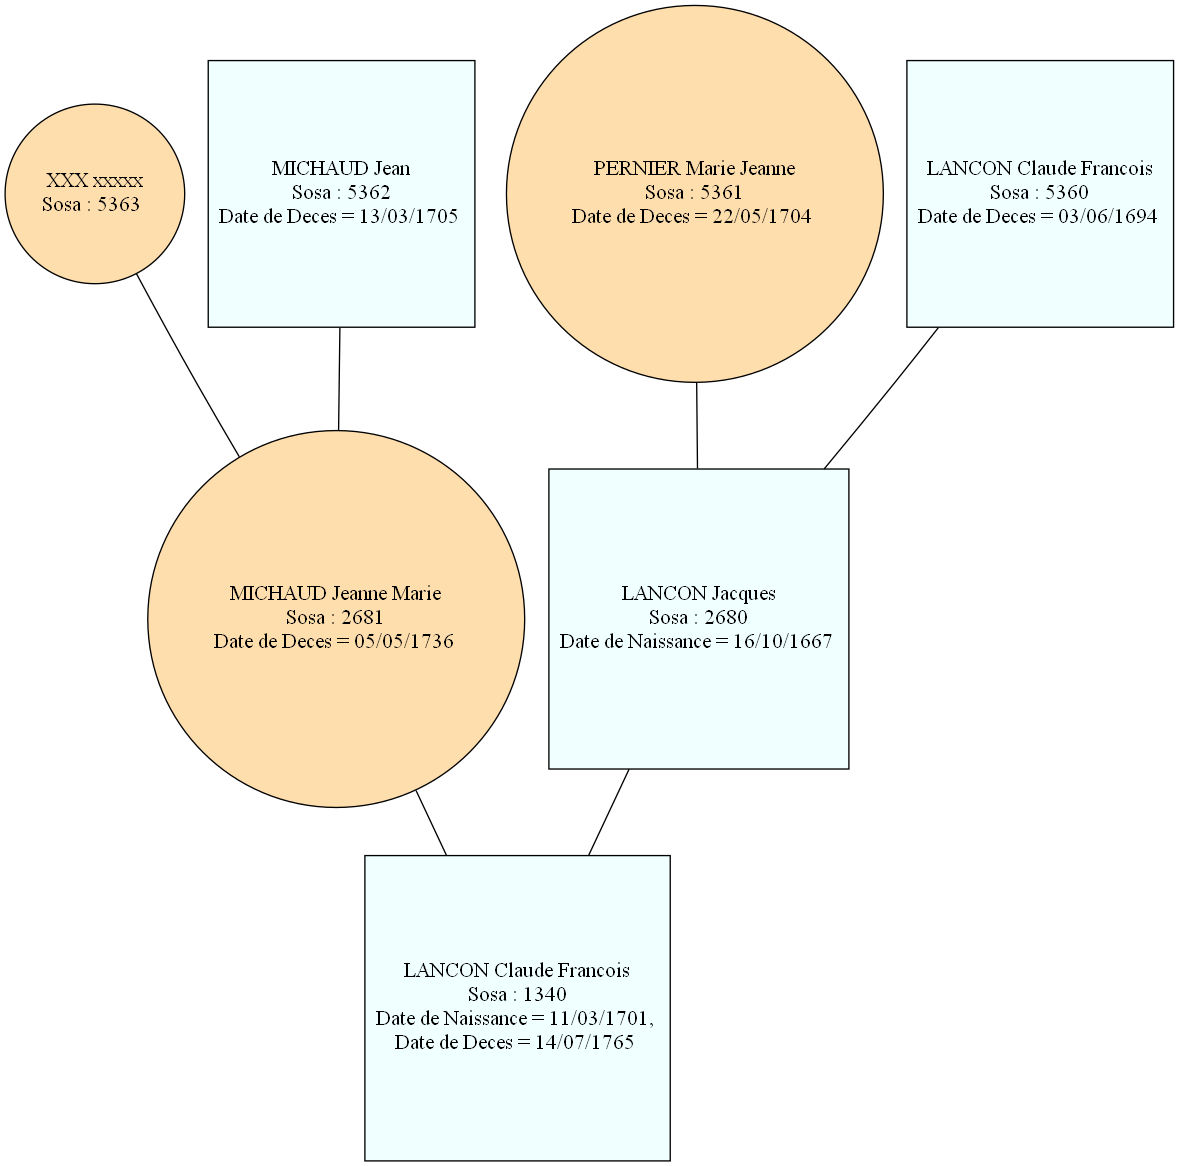 XXX xxxxx
Sosa : 5363
MICHAUD Jean
Sosa : 5362
Date de Deces = 13/03/1705
PERNIER Marie Jeanne
Sosa : 5361
Date de Deces = 22/05/1704
LANCON Claude Francois
Sosa : 5360
Date de Deces = 03/06/1694
MICHAUD Jeanne Marie
Sosa : 2681
Date de Deces = 05/05/1736
LANCON Jacques
Sosa : 2680
Date de Naissance = 16/10/1667
LANCON Claude Francois
Sosa : 1340
Date de Naissance = 11/03/1701,
Date de Deces = 14/07/1765